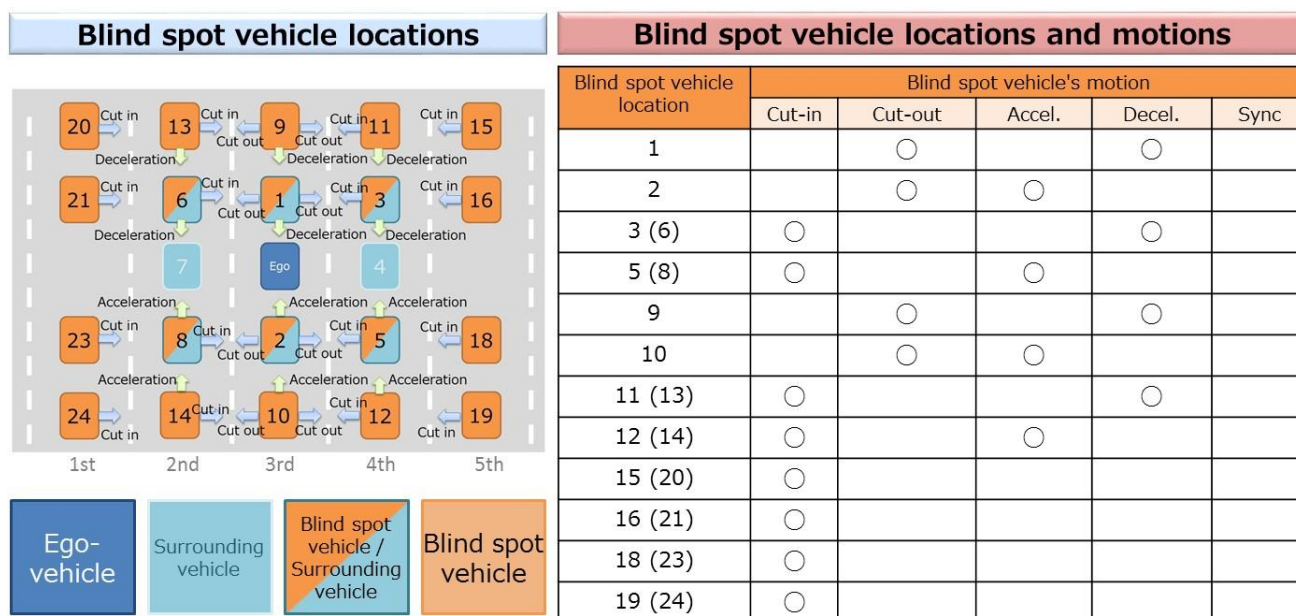 Blind spot vehicle locations
20 Cut in 13 Cut in 9 Cut in 11 Cut in 15
Cut out Cut out
Deceleration Deceleration Deceleration
21 Cut in 6 Cut in 1 Cut in 3 Cut in 16
Cut out Cut out
Deceleration Deceleration Deceleration
7 Ego 4
Acceleration Acceleration Acceleration
23 Cut in 8 Cut in 2 Cut in 5 Cut in 18
Cut out Cut out
Acceleration Acceleration Acceleration
24 14 Cut in 10 Cut in 12 19
Cut in Cut out Cut out Cut in
1st 2nd 3rd 4th 5th
Ego-
vehicle
Surrounding
vehicle
Blind spot
vehicle /
Surrounding
vehicle
Blind spot
vehicle
Blind spot vehicle locations and motions
Blind spot vehicle
location
Blind spot vehicle's motion
Cut-in Cut-out Accel. Decel. Sync
1 ○ ○
2 ○ ○
3 (6) ○ ○
5 (8) ○ ○
9 ○ ○
10 ○ ○
11 (13) ○ ○
12 (14) ○ ○
15 (20) ○
16 (21) ○
18 (23) ○
19 (24) ○